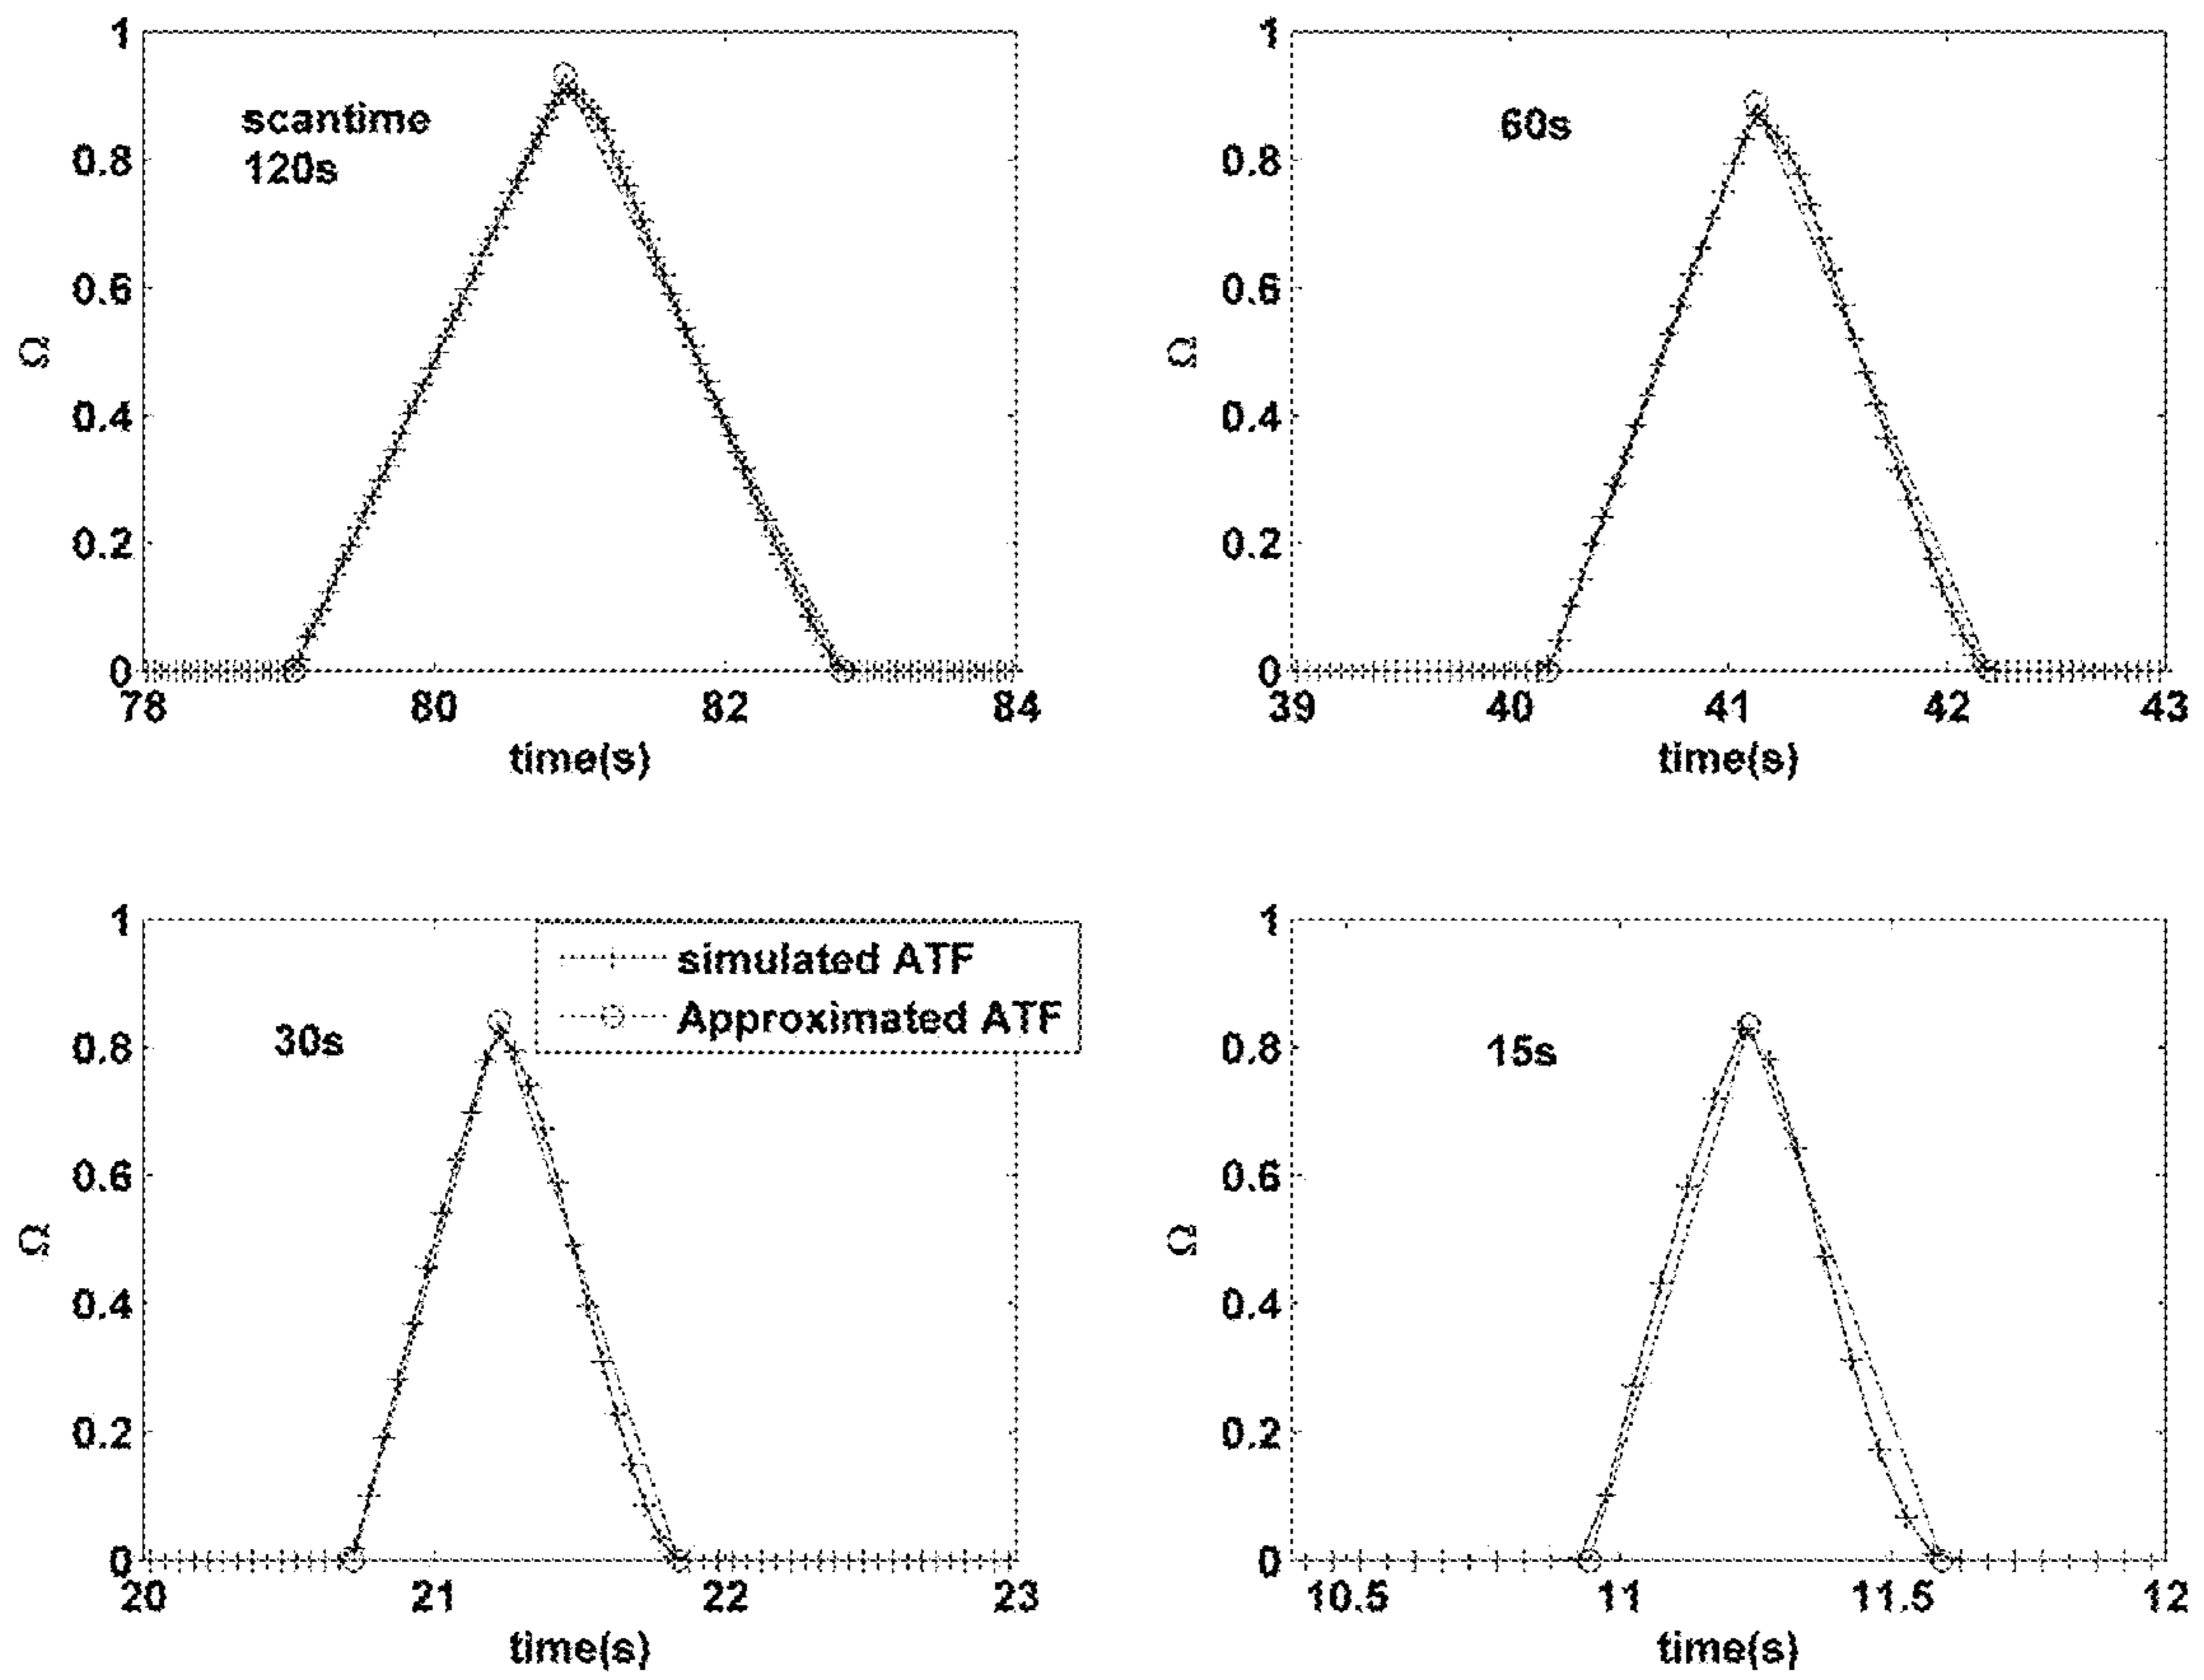 1
0.8
0.6
0.4
0.2
0
Ω
scantime
120s
78 80 82 84
time(s)
1
0.8
0.6
0.4
0.2
0
Ω
60s
39 40 41 42 43
time(s)
1
0.8
0.6
0.4
0.2
0
Ω
30s
simulated ATF
Approximated ATF
20 21 22 23
time(s)
1
0.8
0.6
0.4
0.2
0
Ω
15s
10.5 11 11.5 12
time(s)